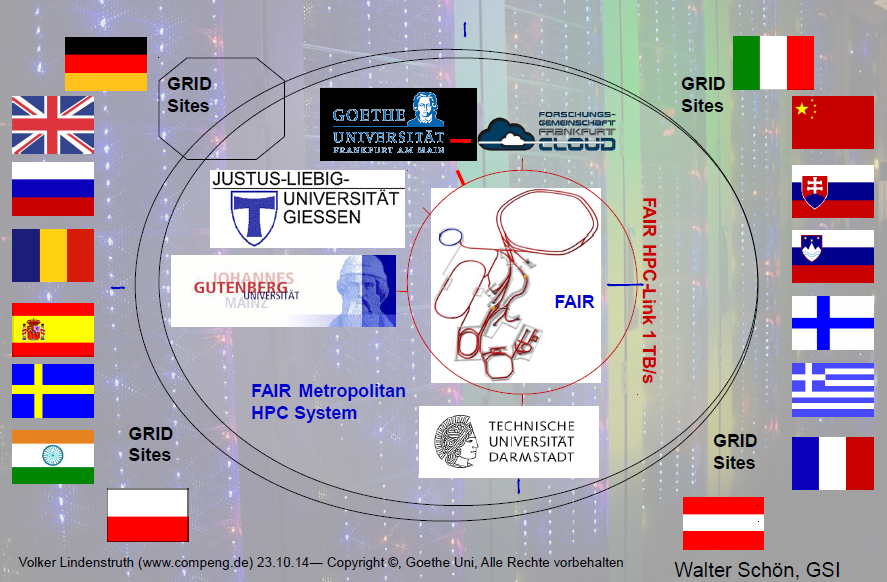 GRID
Sites
GRID
Sites
GOETHE
UNIVERSITÄT
FRANKFURT AM MAIN
FORSCHUNGS-
GEMEINSCHAFT
FRANKFURT
CLOUD
JUSTUS-LIEBIG-
UNIVERSITÄT
GIESSEN
JOHANNES
GUTENBERG
UNIVERSITÄT
MAINZ
FAIR
FAIR HPC-Link 1 TB/s
FAIR Metropolitan
HPC System
TECHNISCHE
UNIVERSITÄT
DARMSTADT
GRID
Sites
GRID
Sites
Volker Lindenstruth (www.compeng.de) 23.10.14— Copyright ©, Goethe Uni, Alle Rechte vorbehalten
Walter Schön, GSI